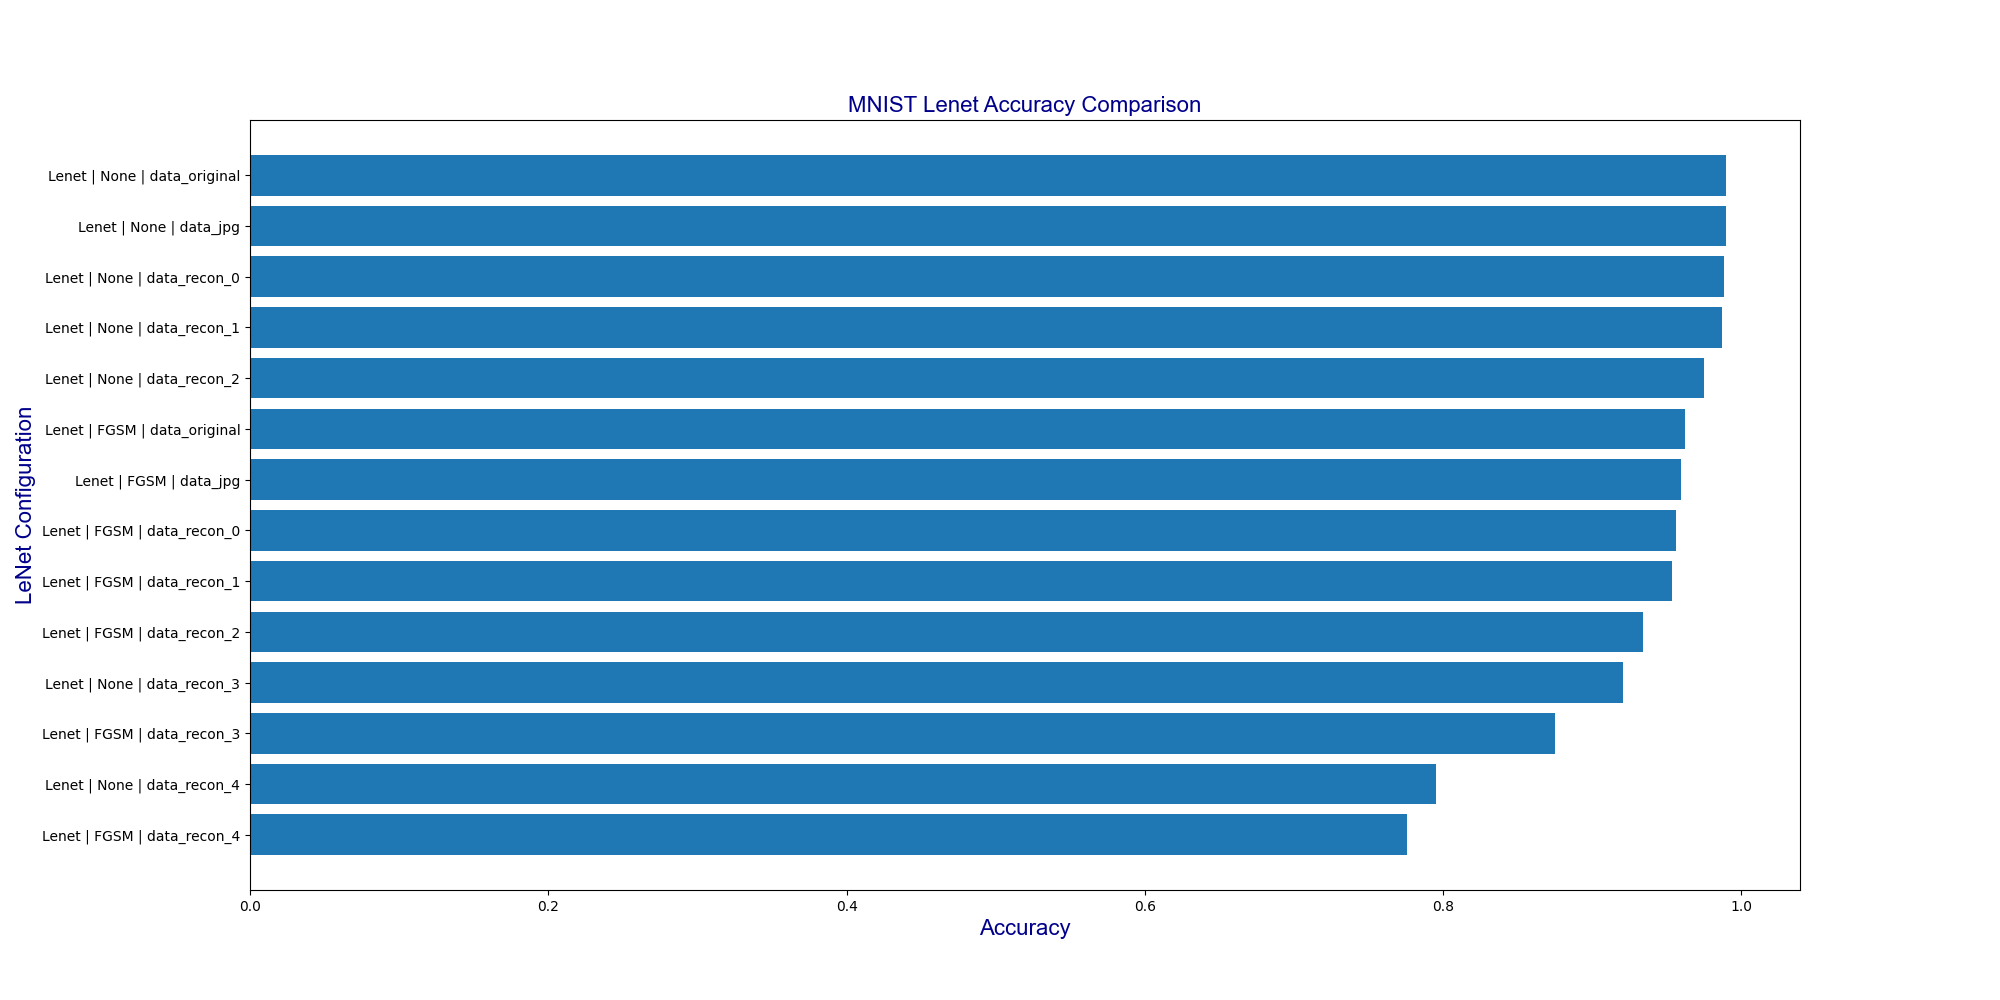 MNIST Lenet Accuracy Comparison
LeNet Configuration
Lenet | None | data_original
Lenet | None | data_jpg
Lenet | None | data_recon_0
Lenet | None | data_recon_1
Lenet | None | data_recon_2
Lenet | FGSM | data_original
Lenet | FGSM | data_jpg
Lenet | FGSM | data_recon_0
Lenet | FGSM | data_recon_1
Lenet | FGSM | data_recon_2
Lenet | None | data_recon_3
Lenet | FGSM | data_recon_3
Lenet | None | data_recon_4
Lenet | FGSM | data_recon_4
0.0 0.2 0.4 0.6 0.8 1.0
Accuracy